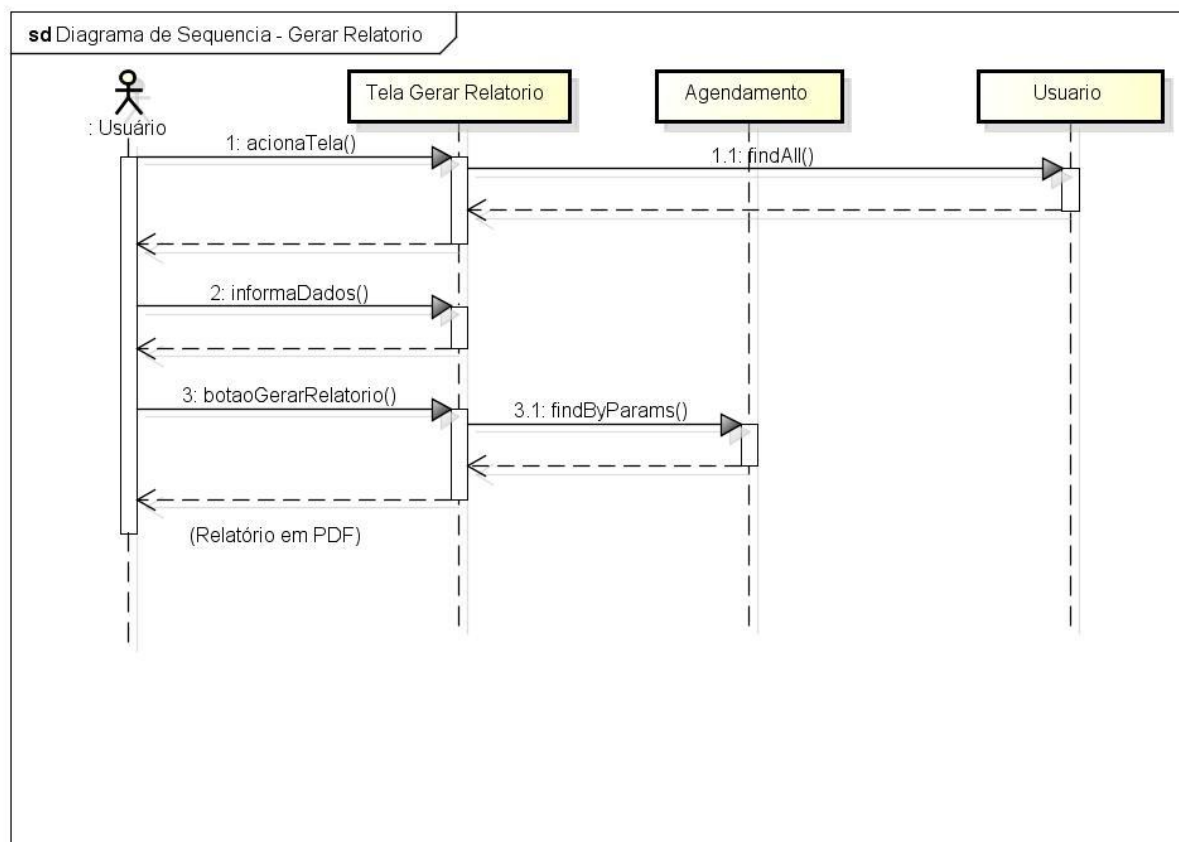 sd Diagrama de Sequencia - Gerar Relatorio
: Usuário
Tela Gerar Relatorio
Agendamento
Usuario
1: acionaTela()
1.1: findAll()
2: informaDados()
3: botaoGerarRelatorio()
3.1: findByParams()
(Relatório em PDF)